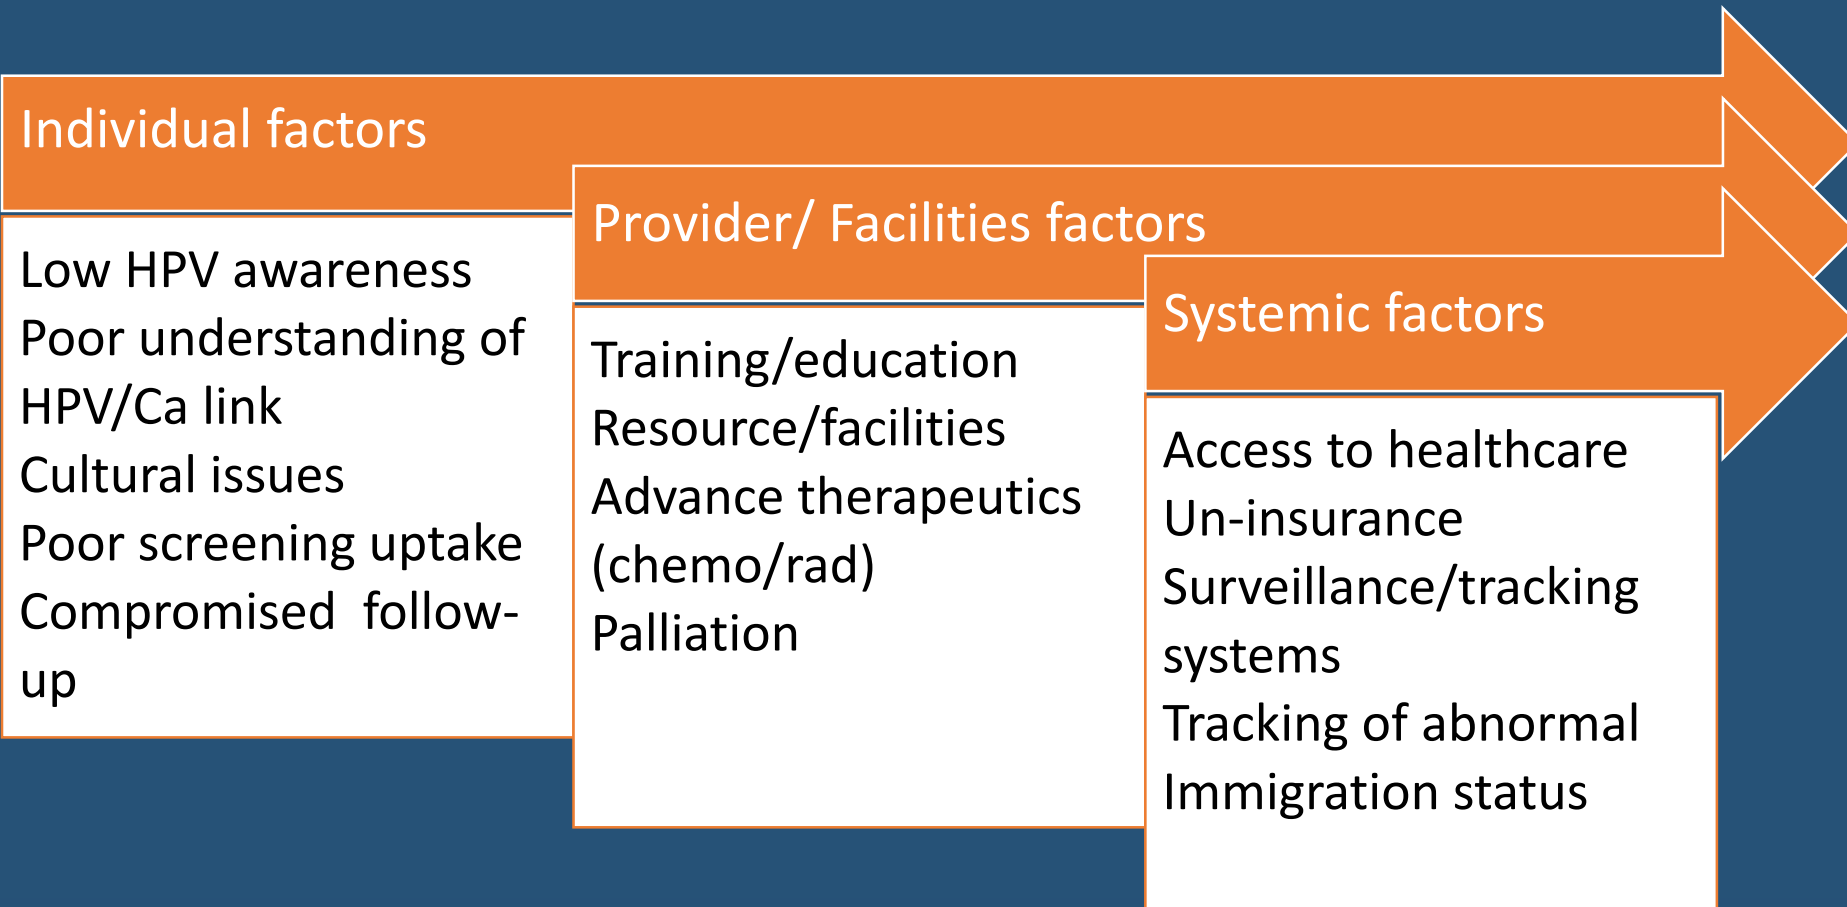 Individual factors
Low HPV awareness
Poor understanding of
HPV/Ca link
Cultural issues
Poor screening uptake
Compromised  follow-
up
Provider/ Facilities factors
Training/education
Resource/facilities
Advance therapeutics
(chemo/rad)
Palliation
Systemic factors
Access to healthcare
Un-insurance
Surveillance/tracking
systems
Tracking of abnormal
Immigration status